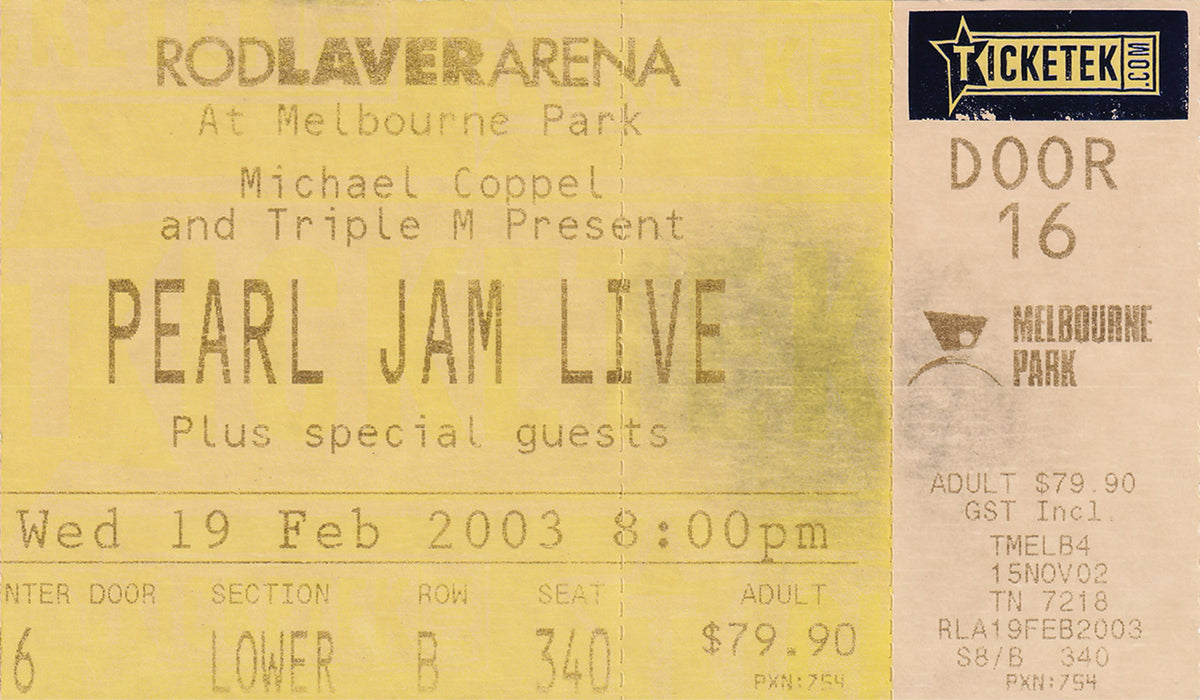 RODLAVERARENA
At Melbourne Park
Michael Coppel
and Triple M Present
PEARL JAM LIVE
Plus special guests
Wed 19 Feb 2003 8:00pm
NTER DOOR SECTION ROW SEAT ADULT
6 LOWER B 340 $79.90
PXN:754
TICKETEK.COM
DOOR
16
MELBOURNE
PARK
ADULT $79.90
GST Incl.
TMELB4
15NOV02
TN 7218
RLA19FEB2003
S8/B 340
PXN:754